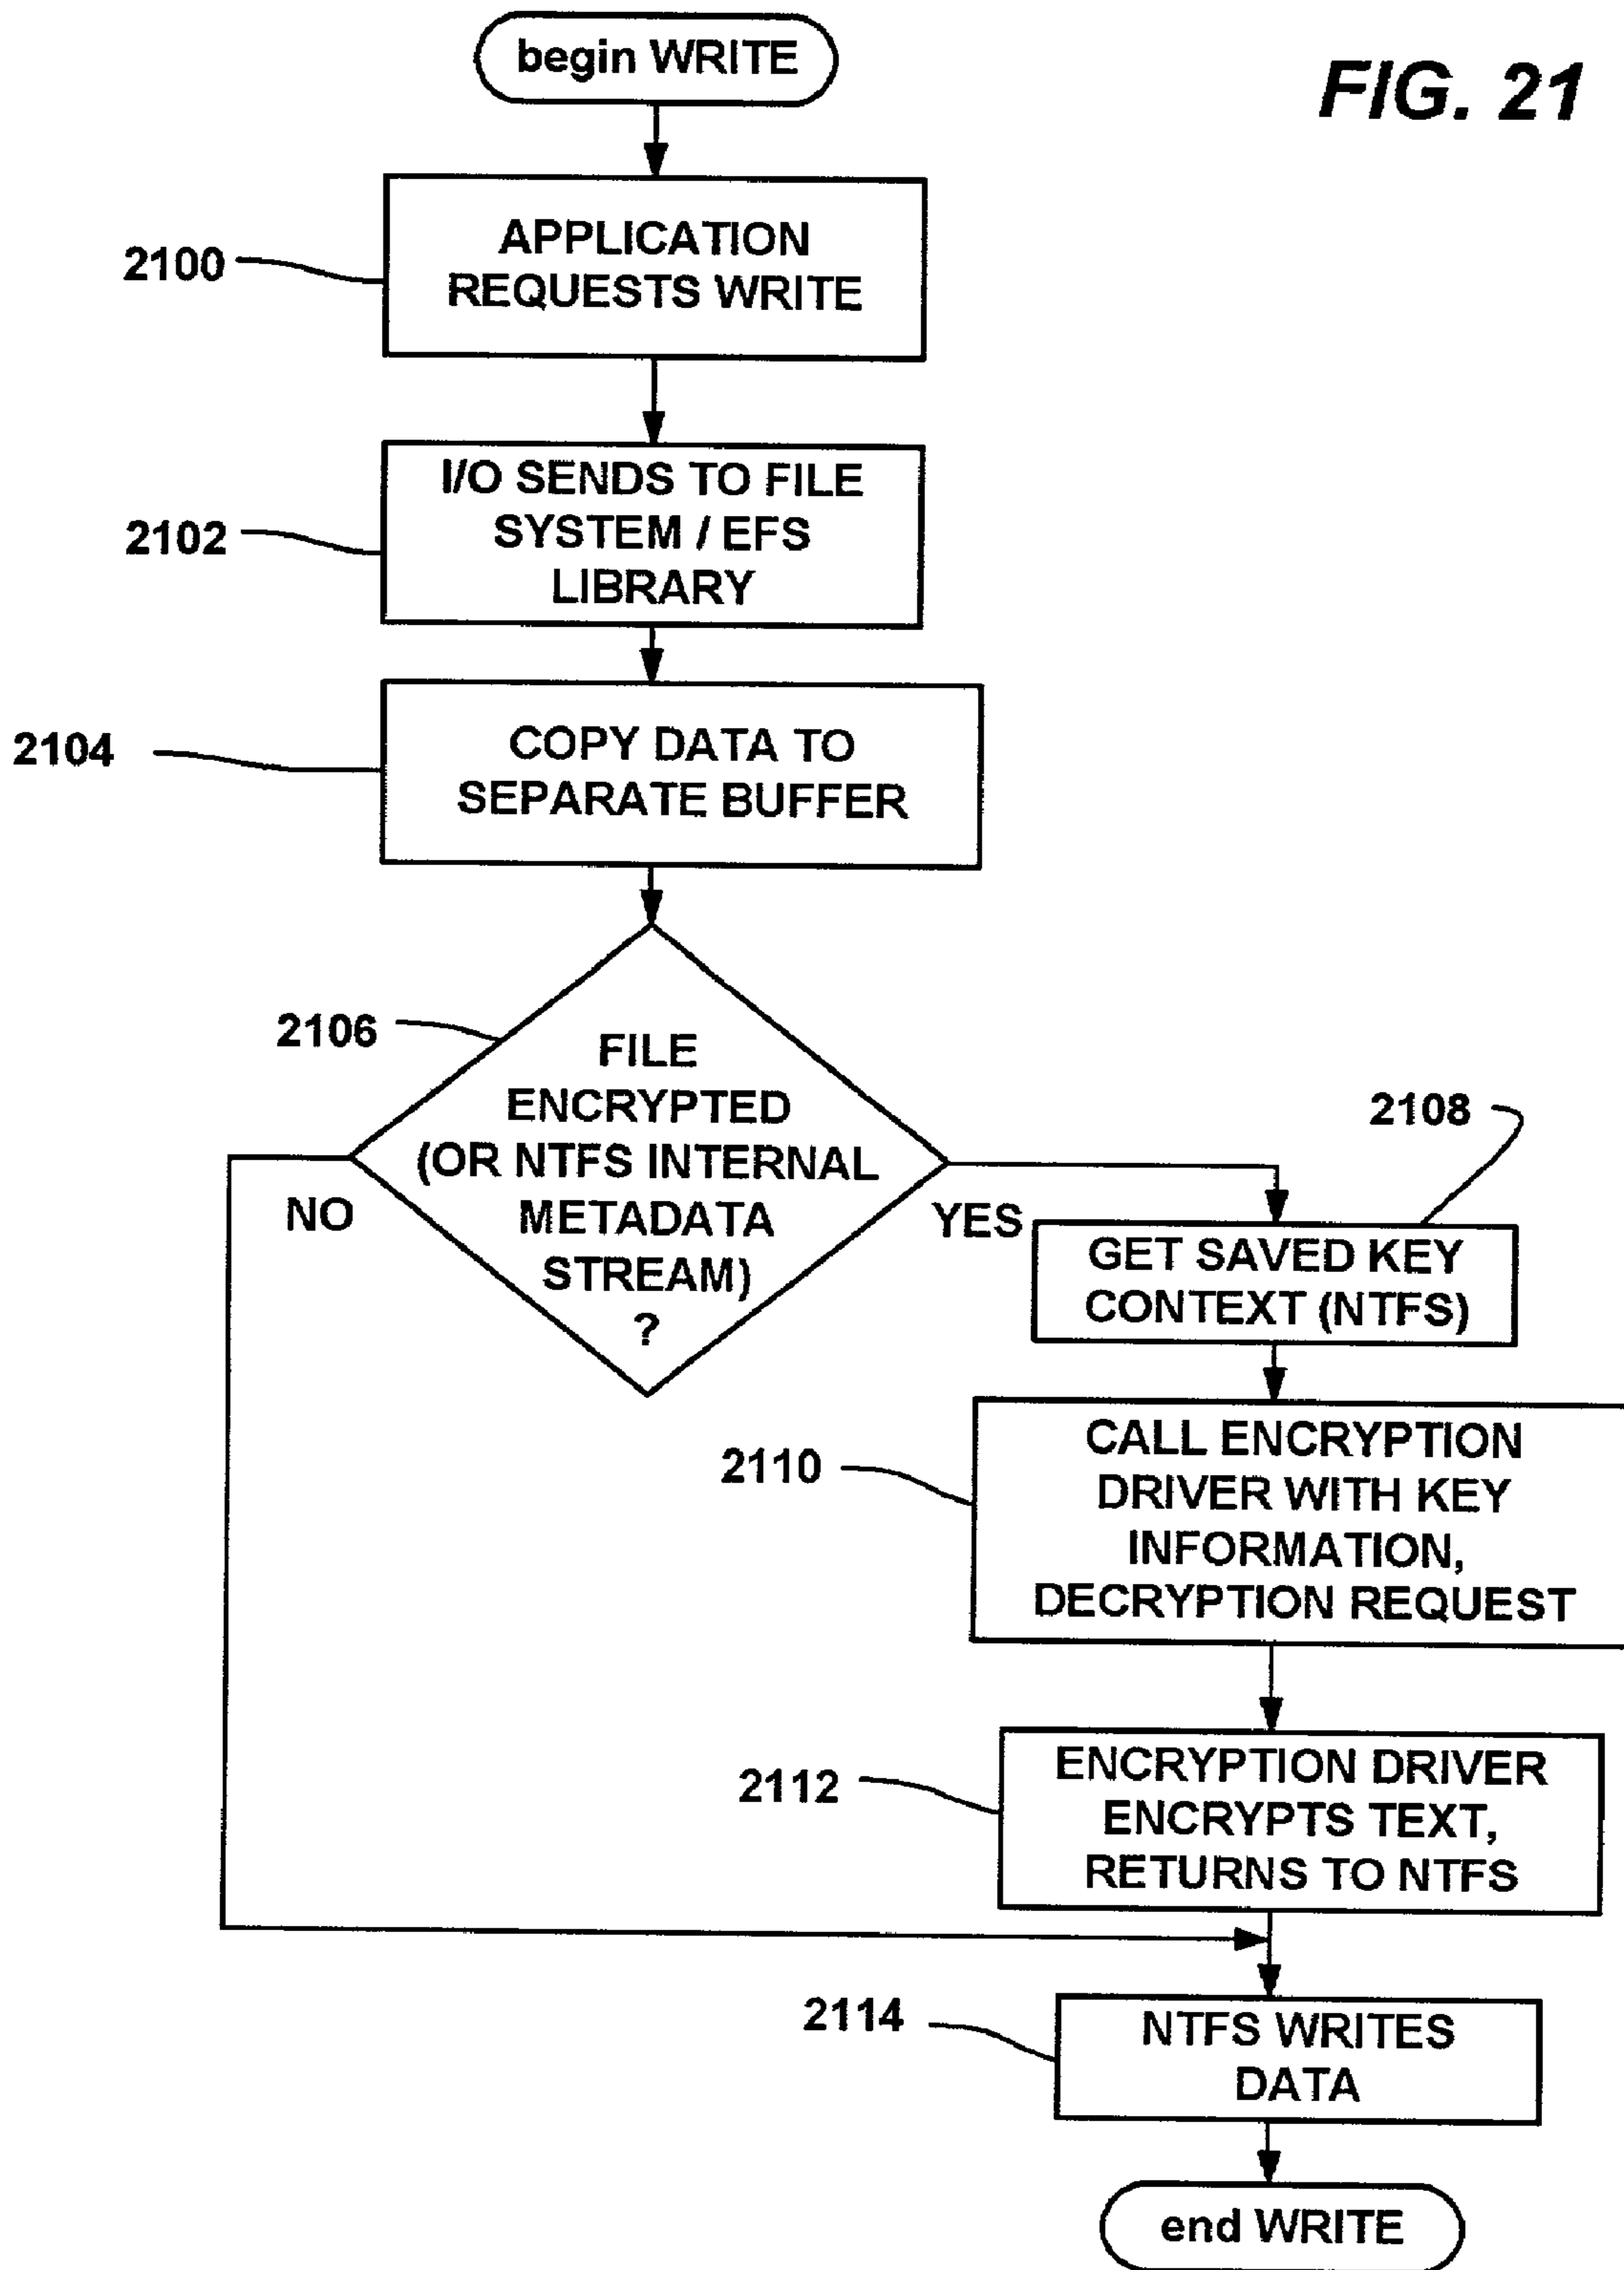 begin WRITE
FIG. 21
2100
APPLICATION
REQUESTS WRITE
2102
I/O SENDS TO FILE
SYSTEM / EFS
LIBRARY
2104
COPY DATA TO
SEPARATE BUFFER
2106
FILE
ENCRYPTED
(OR NTFS INTERNAL
METADATA
STREAM)
?
NO
YES
2108
GET SAVED KEY
CONTEXT (NTFS)
2110
CALL ENCRYPTION
DRIVER WITH KEY
INFORMATION,
DECRYPTION REQUEST
2112
ENCRYPTION DRIVER
ENCRYPTS TEXT,
RETURNS TO NTFS
2114
NTFS WRITES
DATA
end WRITE